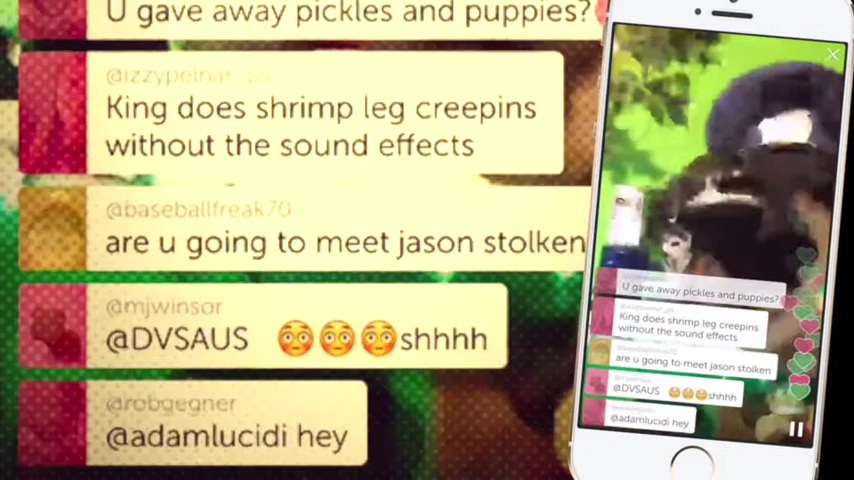 U gave away pickles and puppies?
@izzypelnar_ps
King does shrimp leg creepins
without the sound effects
@baseballfreak70
are u going to meet jason stolken
@mjwinsor
@DVSAUS 😳😳😳shhhh
@robgegner
@adamlucidi hey
U gave away pickles and puppies?
King does shrimp leg creepins
without the sound effects
are u going to meet jason stolken
@DVSAUS 😳😳😳shhhh
@adamlucidi hey